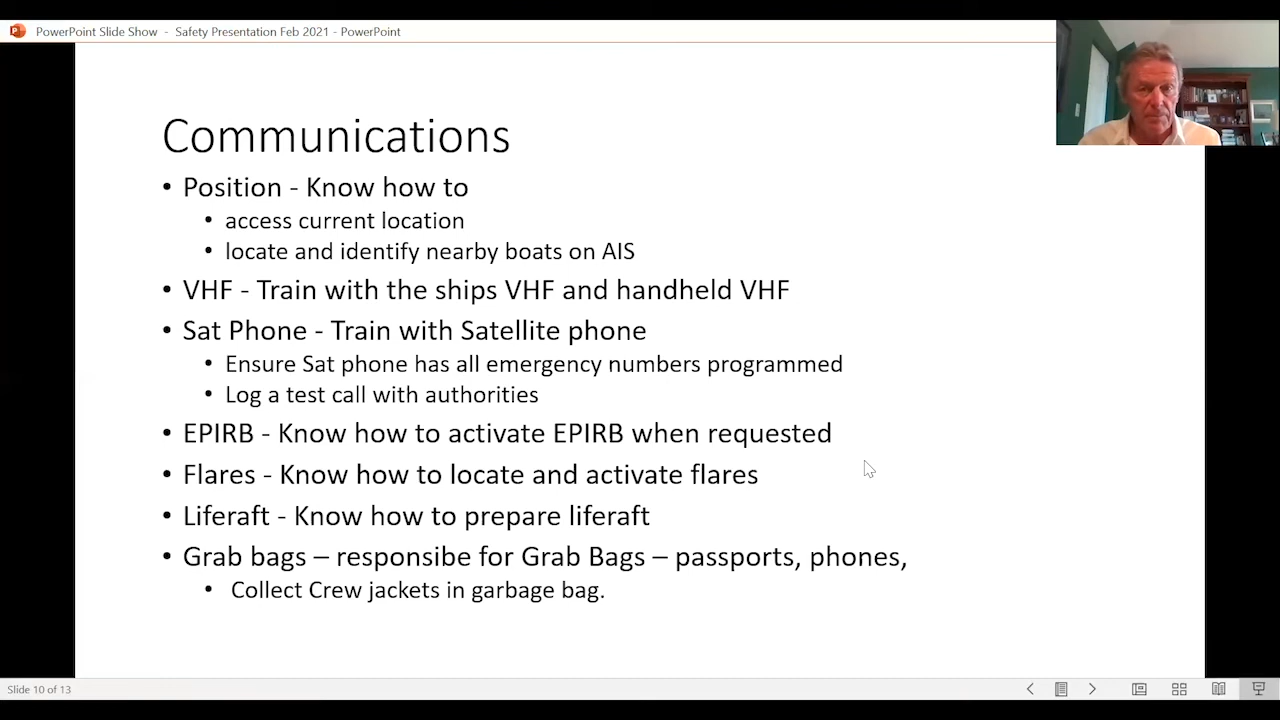 PowerPoint Slide Show - Safety Presentation Feb 2021 - PowerPoint
Communications
• Position - Know how to
• access current location
• locate and identify nearby boats on AIS
• VHF - Train with the ships VHF and handheld VHF
• Sat Phone - Train with Satellite phone
• Ensure Sat phone has all emergency numbers programmed
• Log a test call with authorities
• EPIRB - Know how to activate EPIRB when requested
• Flares - Know how to locate and activate flares
• Liferaft - Know how to prepare liferaft
• Grab bags – responsibe for Grab Bags – passports, phones,
• Collect Crew jackets in garbage bag.
Slide 10 of 13